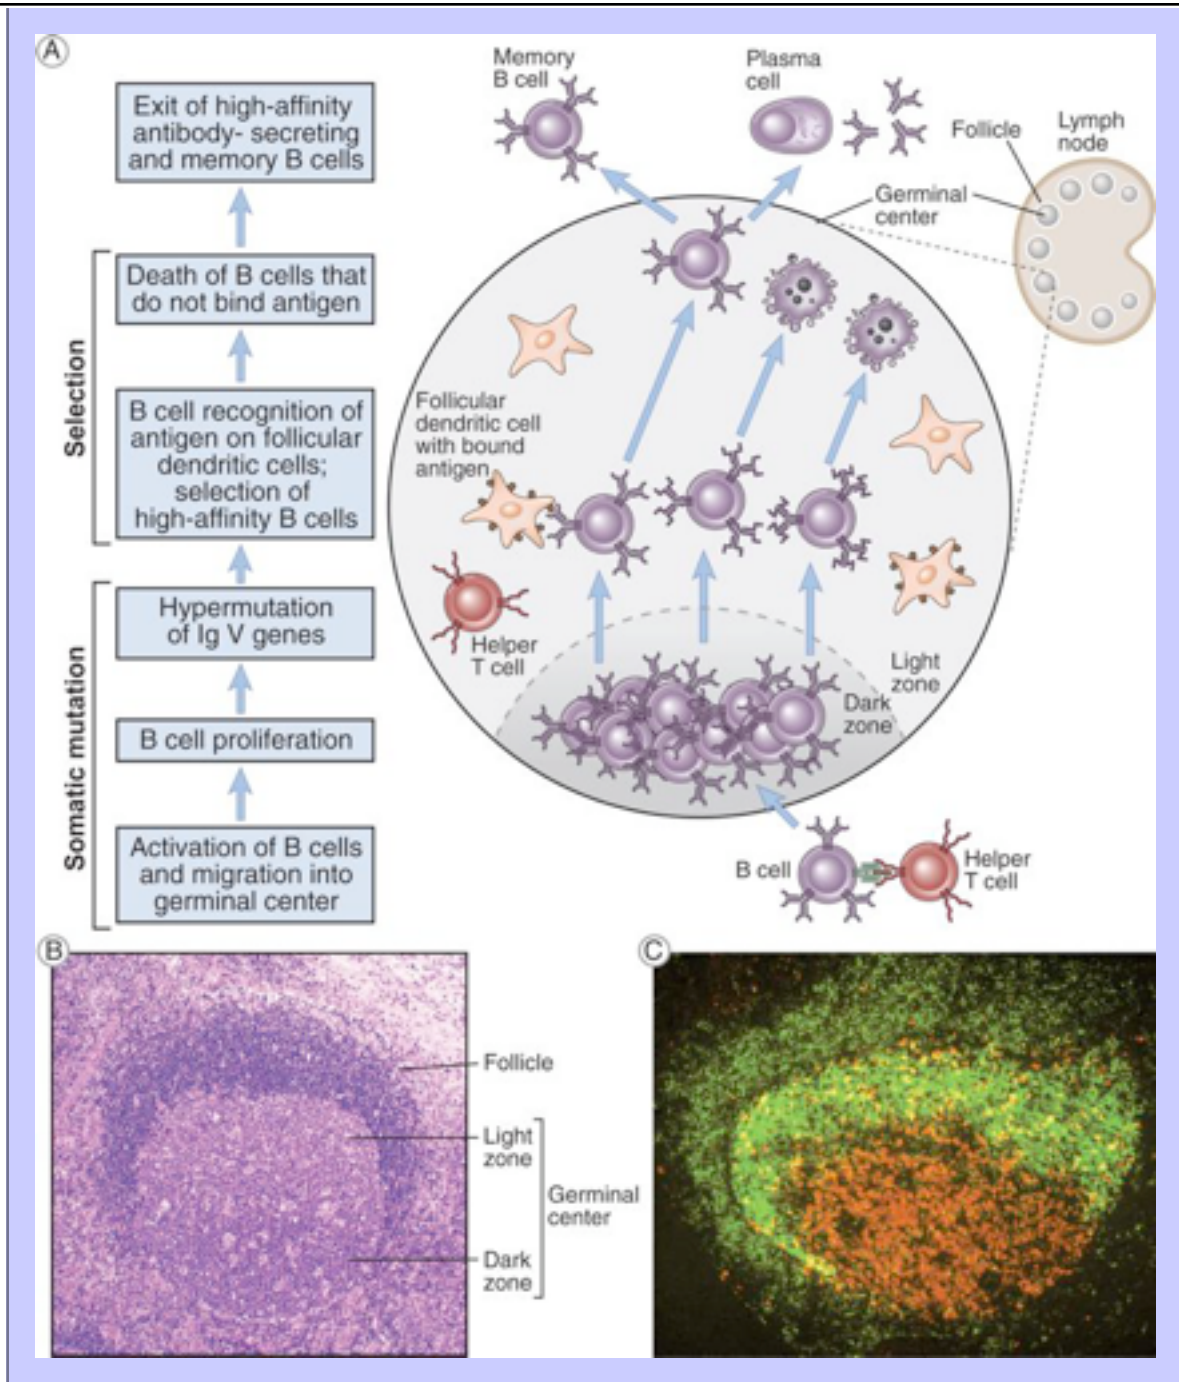 A
Exit of high-affinity
antibody- secreting
and memory B cells
Selection
Death of B cells that
do not bind antigen
B cell recognition of
antigen on follicular
dendritic cells;
selection of
high-affinity B cells
Somatic mutation
Hypermutation
of Ig V genes
B cell proliferation
Activation of B cells
and migration into
germinal center
Memory
B cell
Plasma
cell
Follicle
Lymph
node
Germinal
center
Follicular
dendritic cell
with bound
antigen
Helper
T cell
Light
zone
Dark
zone
B cell
Helper
T cell
B
Follicle
Light
zone
Germinal
center
Dark
zone
C